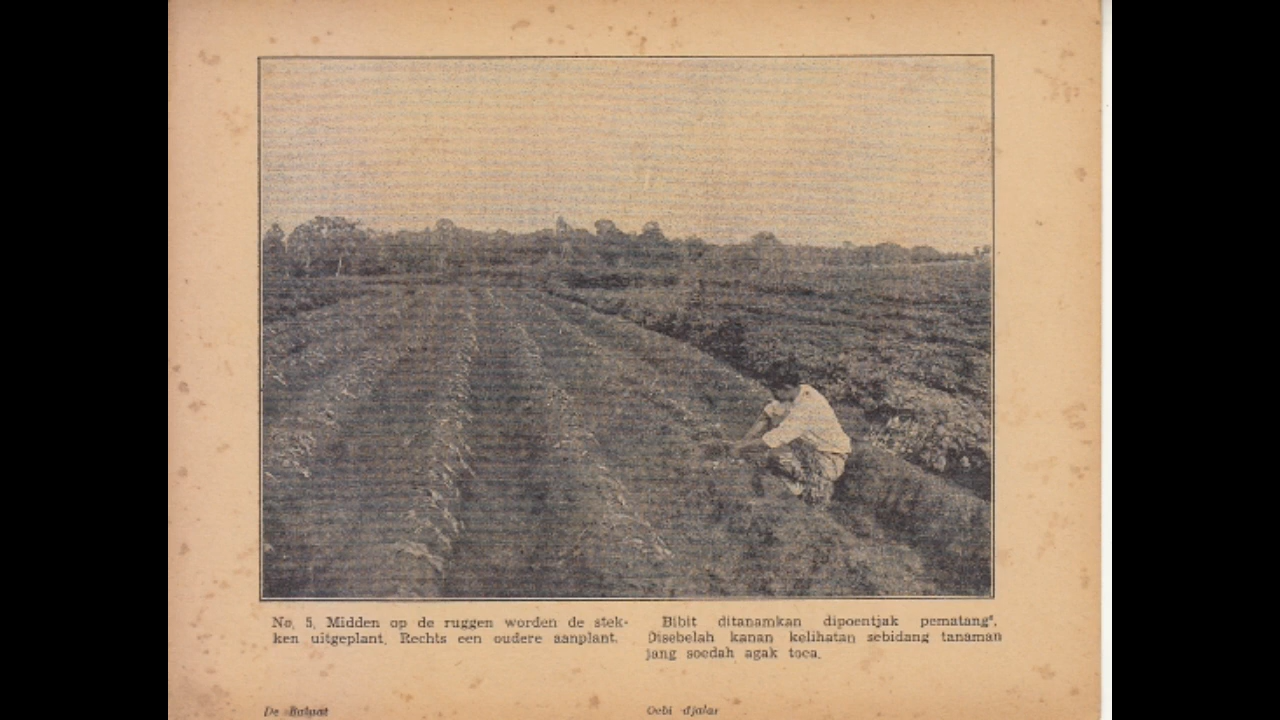 No. 5. Midden op de ruggen worden de stek-
ken uitgeplant. Rechts een oudere aanplant.
Bibit ditanamkan dipoentjak pematang².
Disebelah kanan kelihatan sebidang tanaman
jang soedah agak toea.
De Bataat
Oebi djalar